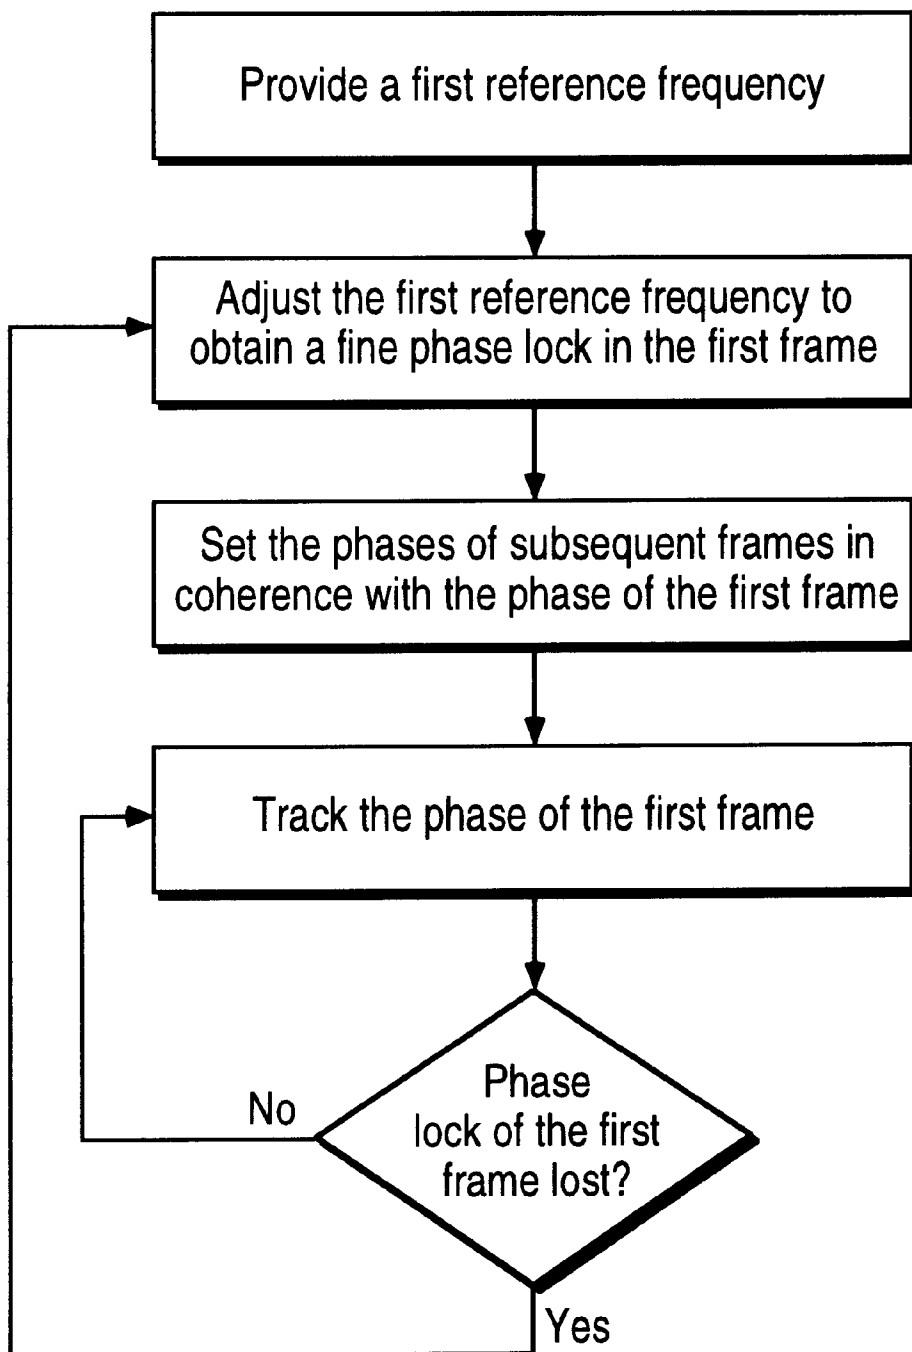 Provide a first reference frequency
Adjust the first reference frequency to
obtain a fine phase lock in the first frame
Set the phases of subsequent frames in
coherence with the phase of the first frame
Track the phase of the first frame
Phase
lock of the first
frame lost?
No
Yes